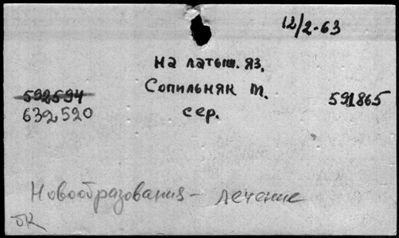 12/2-63
на латыш. яз.
Сопильняк т.
592594
591865
632520
сер.
Новообразования - лечение
бк